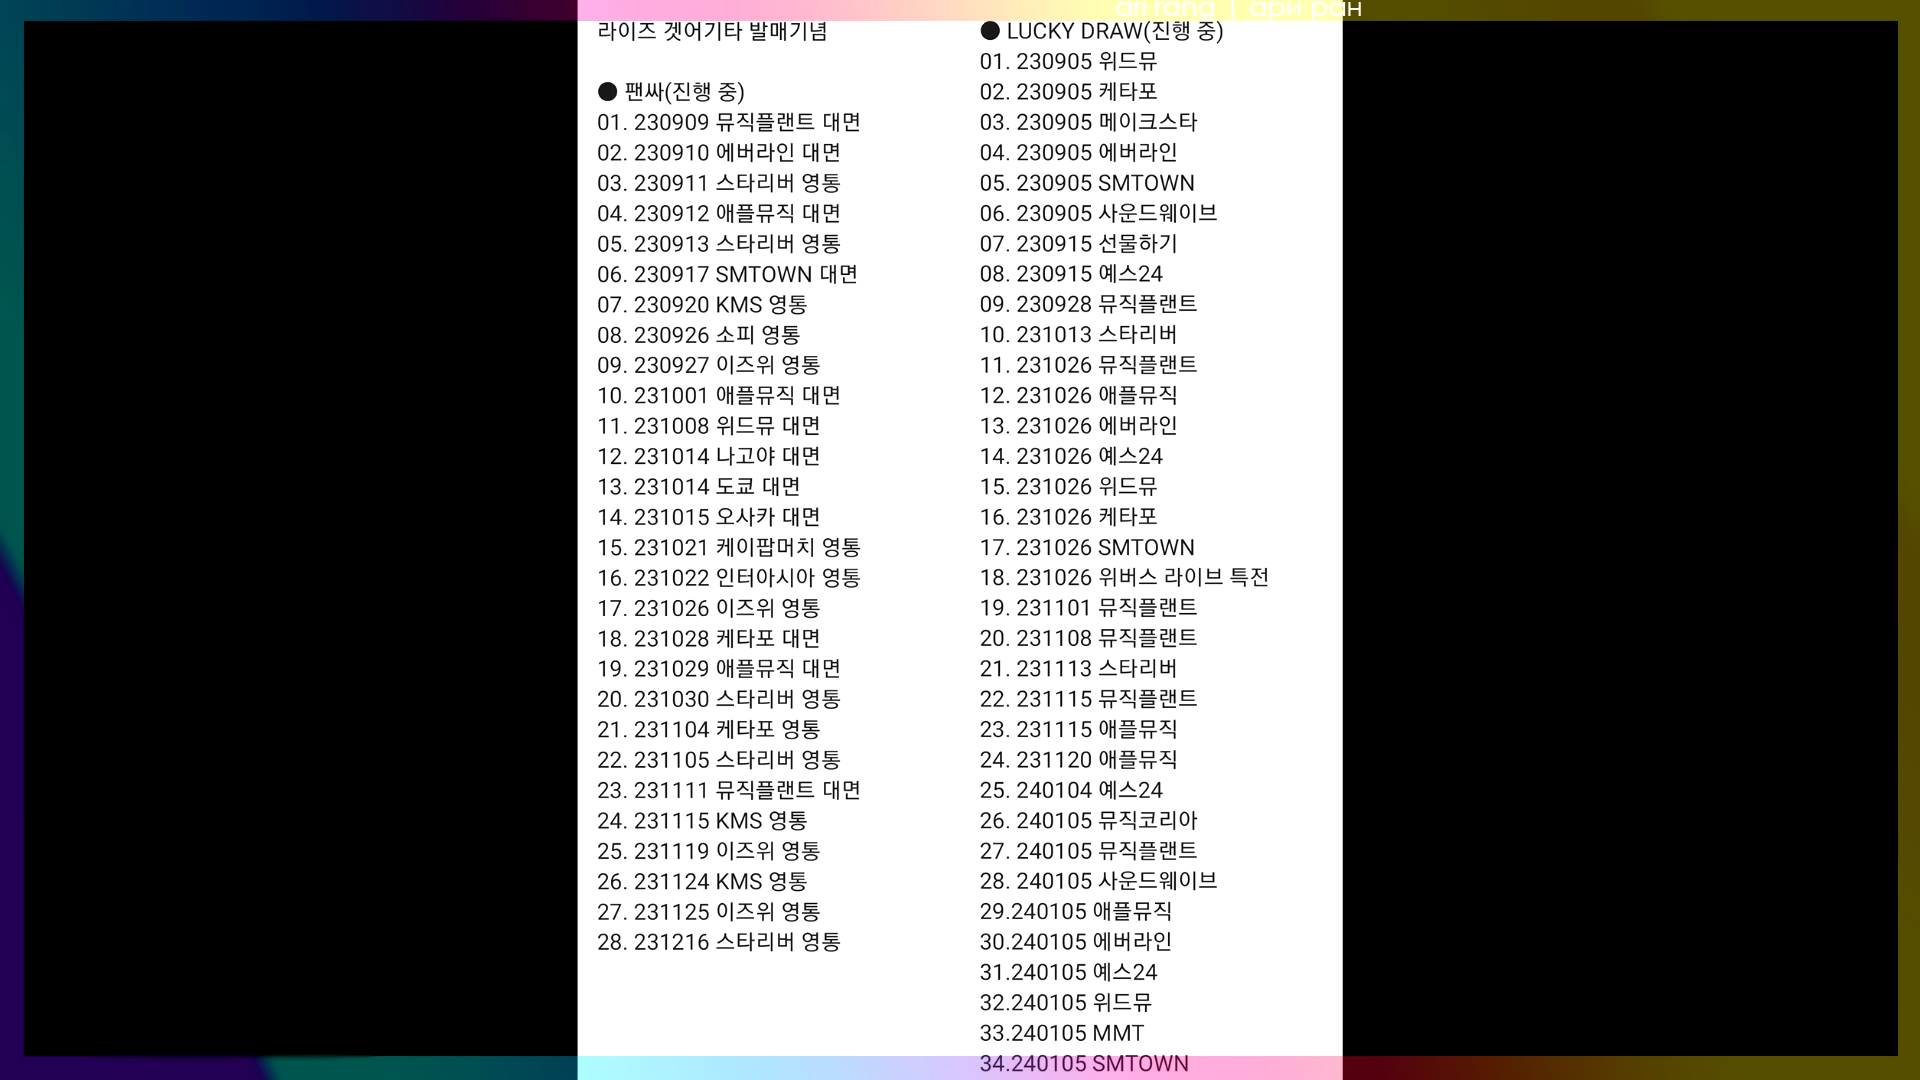 ari rang | ари ран
라이즈 겟어기타 발매기념
● 팬싸(진행 중)
01. 230909 뮤직플랜트 대면
02. 230910 에버라인 대면
03. 230911 스타리버 영통
04. 230912 애플뮤직 대면
05. 230913 스타리버 영통
06. 230917 SMTOWN 대면
07. 230920 KMS 영통
08. 230926 소피 영통
09. 230927 이즈위 영통
10. 231001 애플뮤직 대면
11. 231008 위드뮤 대면
12. 231014 나고야 대면
13. 231014 도쿄 대면
14. 231015 오사카 대면
15. 231021 케이팝머치 영통
16. 231022 인터아시아 영통
17. 231026 이즈위 영통
18. 231028 케타포 대면
19. 231029 애플뮤직 대면
20. 231030 스타리버 영통
21. 231104 케타포 영통
22. 231105 스타리버 영통
23. 231111 뮤직플랜트 대면
24. 231115 KMS 영통
25. 231119 이즈위 영통
26. 231124 KMS 영통
27. 231125 이즈위 영통
28. 231216 스타리버 영통
● LUCKY DRAW(진행 중)
01. 230905 위드뮤
02. 230905 케타포
03. 230905 메이크스타
04. 230905 에버라인
05. 230905 SMTOWN
06. 230905 사운드웨이브
07. 230915 선물하기
08. 230915 예스24
09. 230928 뮤직플랜트
10. 231013 스타리버
11. 231026 뮤직플랜트
12. 231026 애플뮤직
13. 231026 에버라인
14. 231026 예스24
15. 231026 위드뮤
16. 231026 케타포
17. 231026 SMTOWN
18. 231026 위버스 라이브 특전
19. 231101 뮤직플랜트
20. 231108 뮤직플랜트
21. 231113 스타리버
22. 231115 뮤직플랜트
23. 231115 애플뮤직
24. 231120 애플뮤직
25. 240104 예스24
26. 240105 뮤직코리아
27. 240105 뮤직플랜트
28. 240105 사운드웨이브
29.240105 애플뮤직
30.240105 에버라인
31.240105 예스24
32.240105 위드뮤
33.240105 MMT
34.240105 SMTOWN